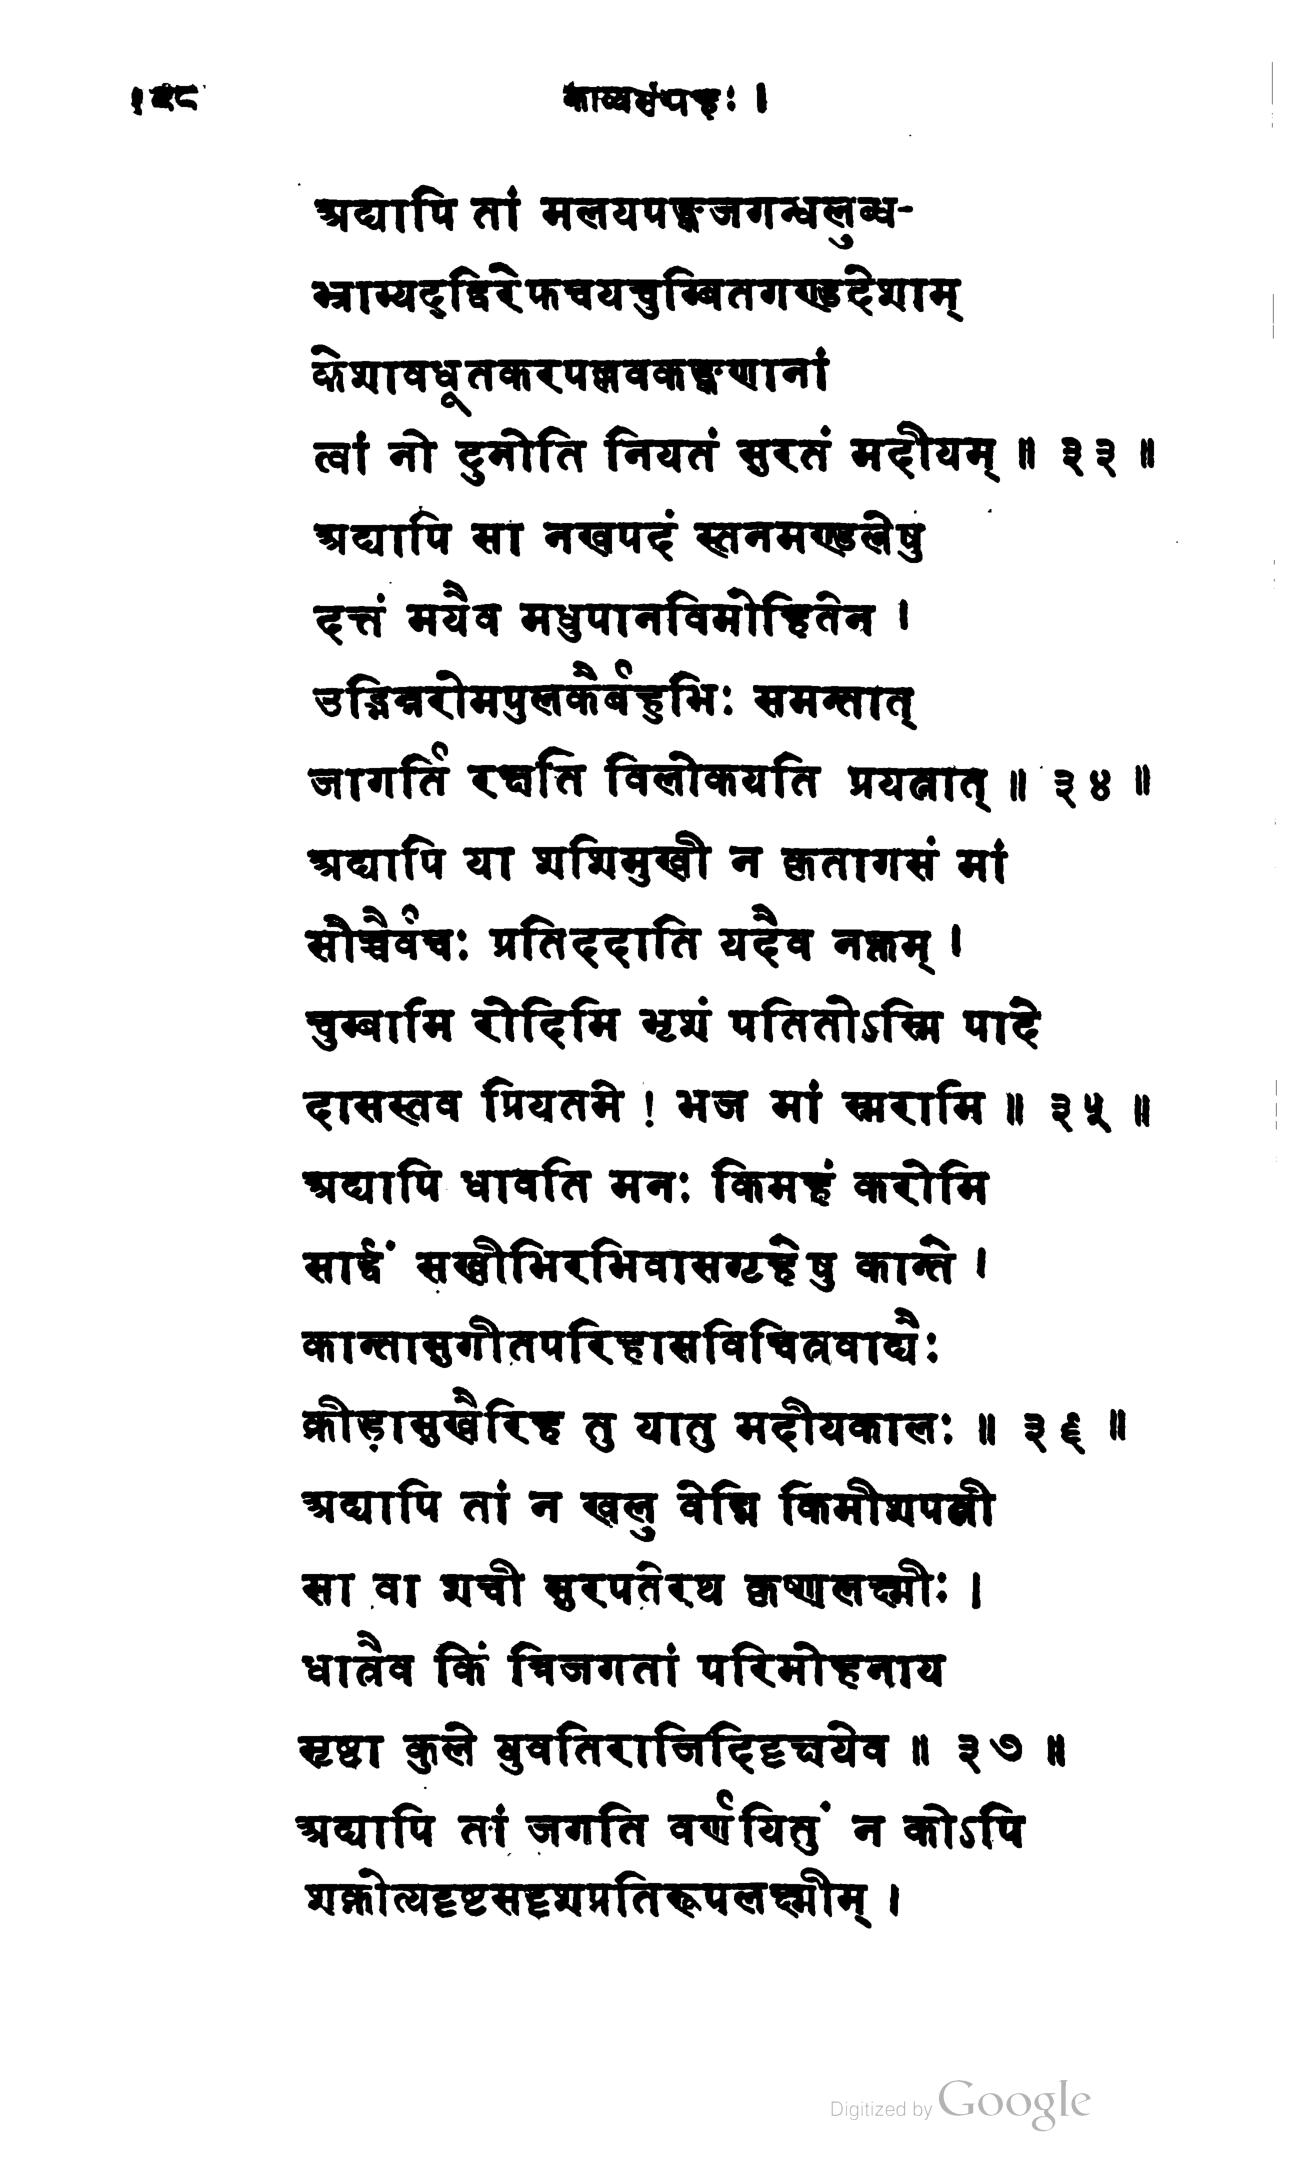 काव्यसंग्रहः ।
अद्यापि तां मलयपङ्कजगन्धलुब्ध-
भ्राम्यद्द्विरेफचयचुम्बितगण्डदेशाम्
केशावधूतकरपल्लवकङ्कणानां
त्वां नो दुनोति नियतं सुरतं मदीयम् ॥ ३३ ॥
अद्यापि सा नखपदं स्तनमण्डलेषु
दत्तं मयैव मधुपानविमोहितेन ।
उद्भिन्नरोमपुलकैर्बहुभिः समन्तात्
जागर्ति रक्षति विलोकयति प्रयत्नात् ॥ ३४ ॥
अद्यापि या शशिमुखी न कृतागसं मां
सोच्चैर्वचः प्रतिददाति यदैव नक्तम् ।
चुम्बामि रोदिमि भृशं पतितोऽस्मि पादे
दासस्तव प्रियतमे ! भज मां स्मरामि ॥ ३५ ॥
अद्यापि धावति मनः किमहं करोमि
सार्द्धं सखीभिरभिवासगृहेषु कान्ते ।
कान्तासुगीतपरिहासविचित्रवाद्यैः
क्रीड़ासुखैरिह तु यातु मदीयकालः ॥ ३६ ॥
अद्यापि तां न खलु वेद्मि किमीशपत्नी
सा वा शची सुरपतेरथ कृष्णलक्ष्मीः ।
धात्रैव किं त्रिजगतां परिमोहनाय
सृष्टा कुले युवतिराजिदिदृक्षयेव ॥ ३७ ॥
अद्यापि तां जगति वर्णयितुं न कोऽपि
शक्नोत्यदृष्टसदृशप्रतिरूपलक्ष्मीम् ।
Digitized by Google